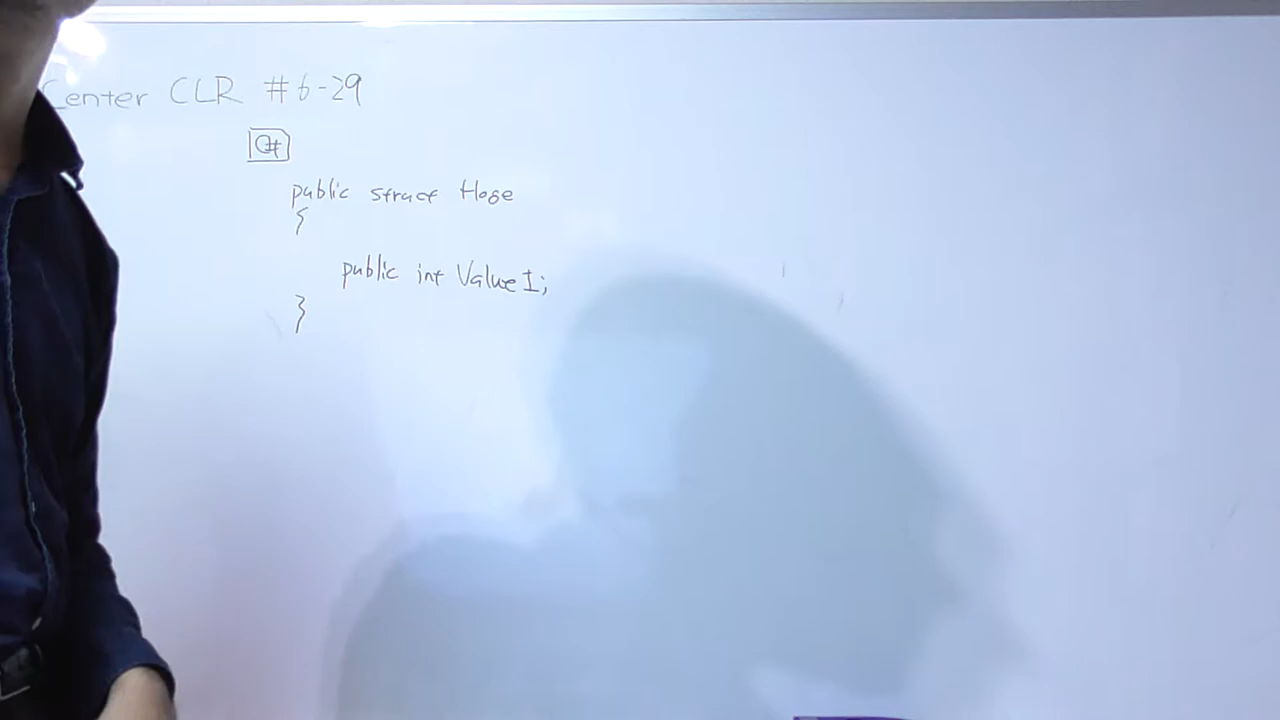 Center CLR #6-29
C#
public struct Hoge
{
public int Value1;
}